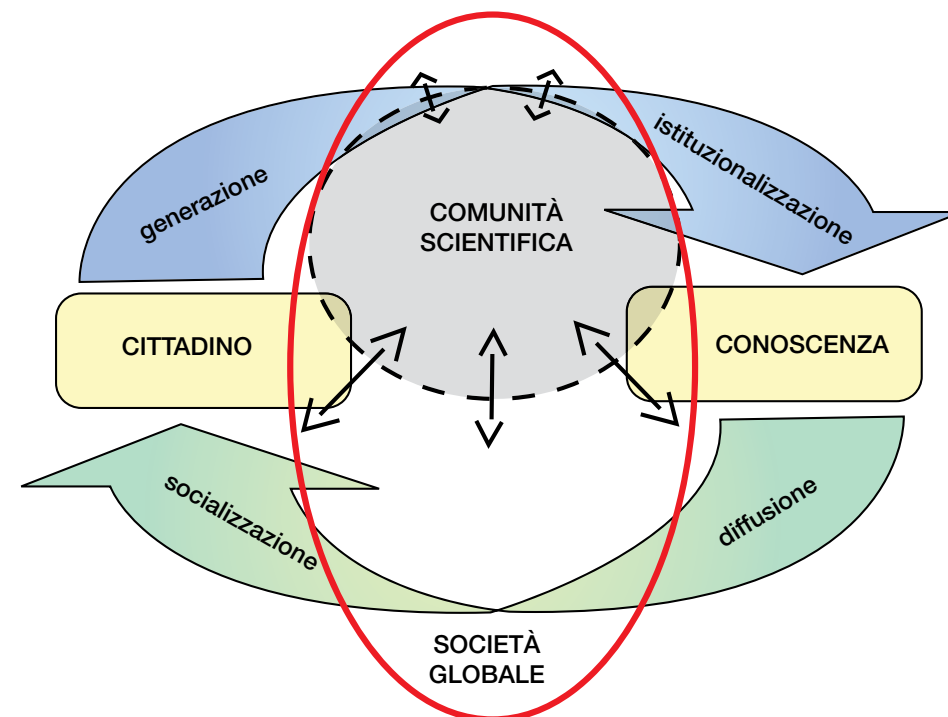 generazione
istituzionalizzazione
COMUNITÀ
SCIENTIFICA
CITTADINO
CONOSCENZA
socializzazione
diffusione
SOCIETÀ
GLOBALE